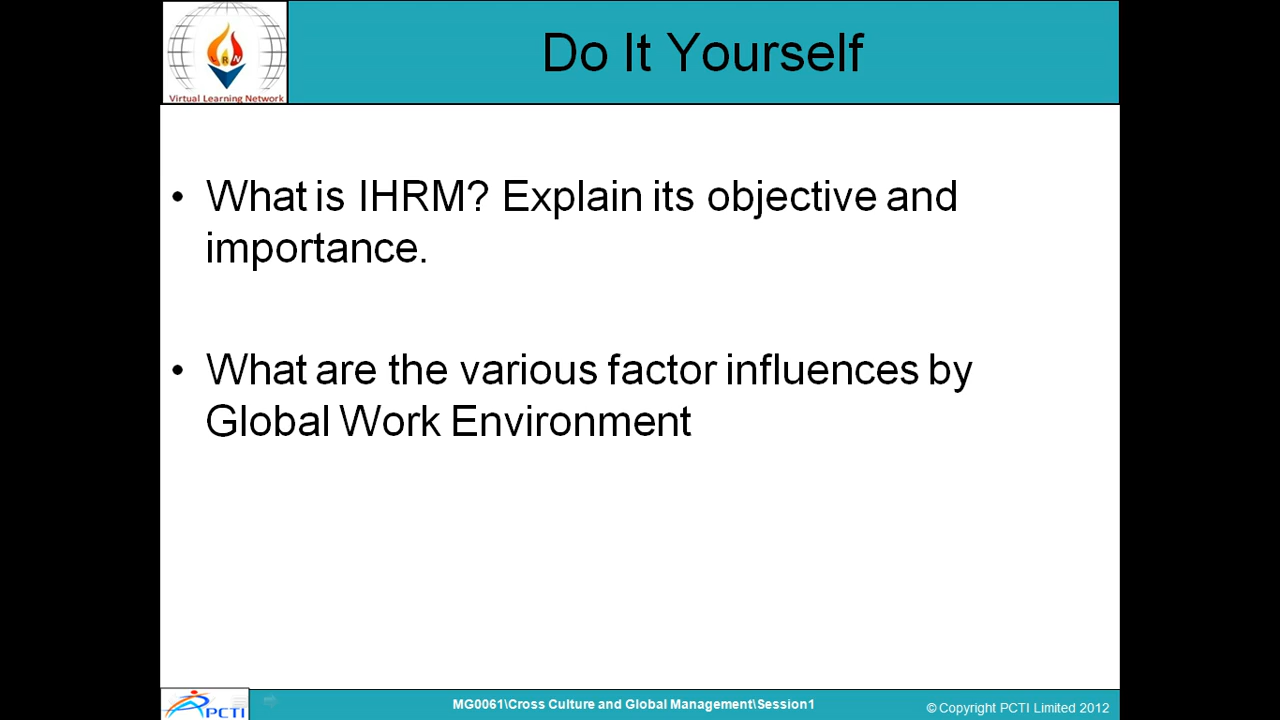 Do It Yourself
Virtual Learning Network
• What is IHRM? Explain its objective and
importance.
• What are the various factor influences by
Global Work Environment
PCTI
MG0061\Cross Culture and Global Management\Session1
© Copyright PCTI Limited 2012